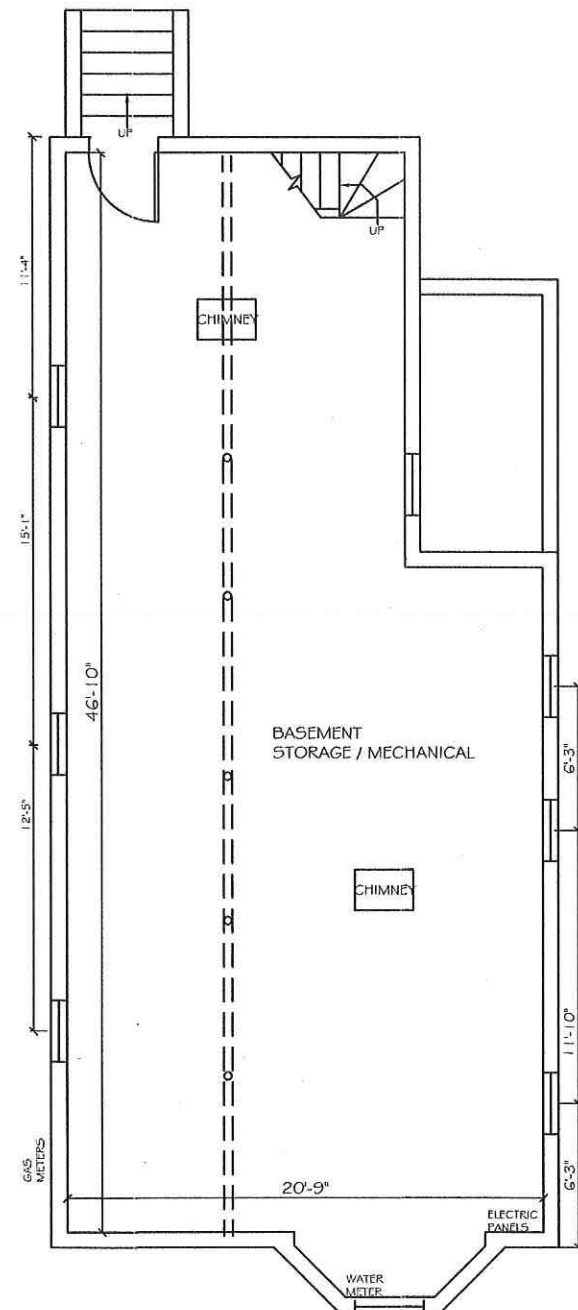 UP
UP
11'-4"
CHIMNEY
15'-1"
46'-10"
BASEMENT
STORAGE / MECHANICAL
6'-3"
12'-5"
CHIMNEY
11'-10"
GAS
METERS
20'-9"
6'-3"
ELECTRIC
PANELS
WATER
METER